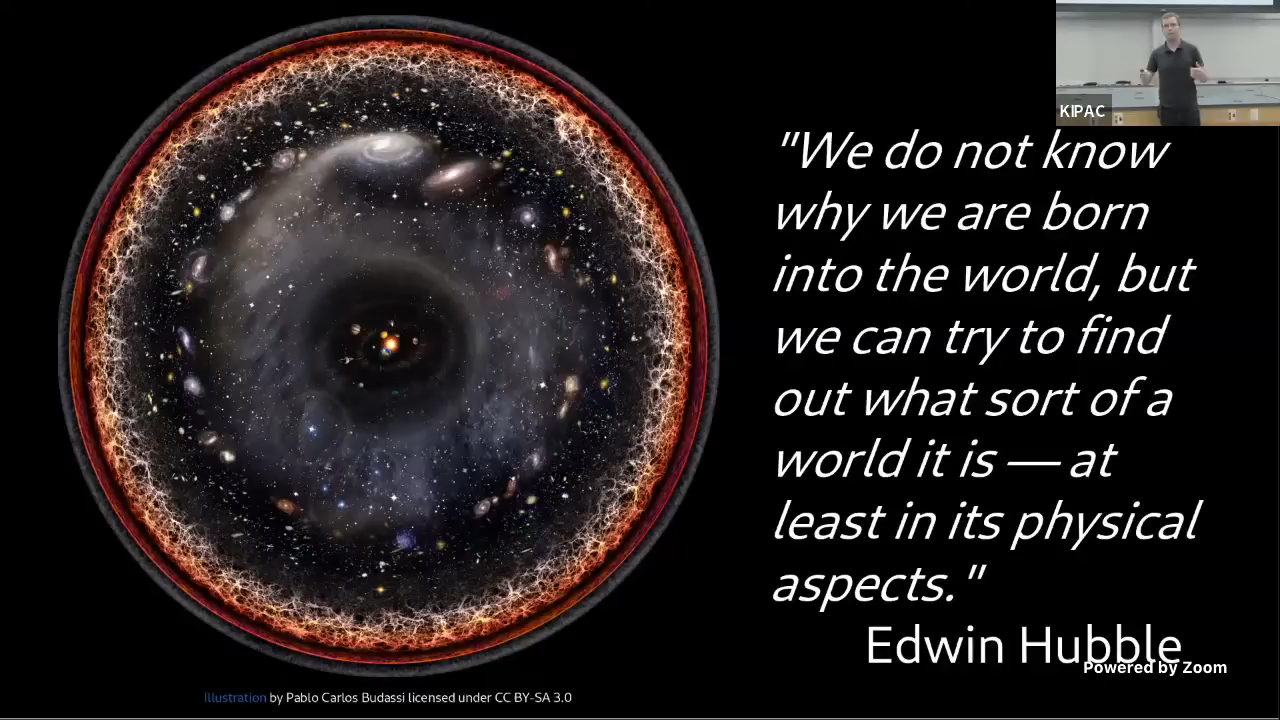 KIPAC
"We do not know
why we are born
into the world, but
we can try to find
out what sort of a
world it is — at
least in its physical
aspects."
Edwin Hubble
Powered by Zoom
Illustration by Pablo Carlos Budassi licensed under CC BY-SA 3.0